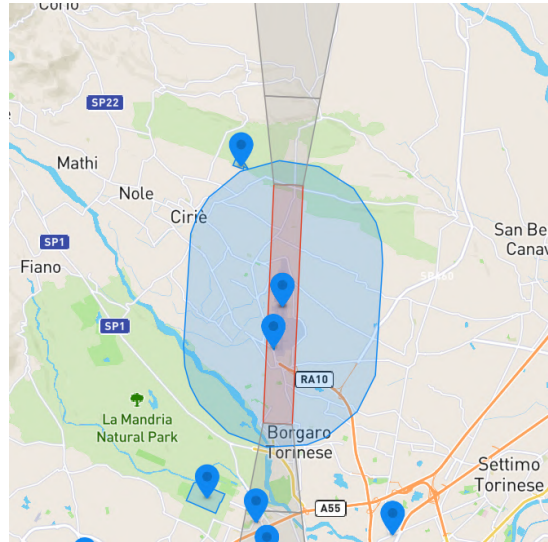 Corio
SP22
Mathi
Nole
Ciriè
San Be
Canav
SP1
Fiano
SP1
RA10
La Mandria
Natural Park
Borgaro
Torinese
Settimo
Torinese
A55